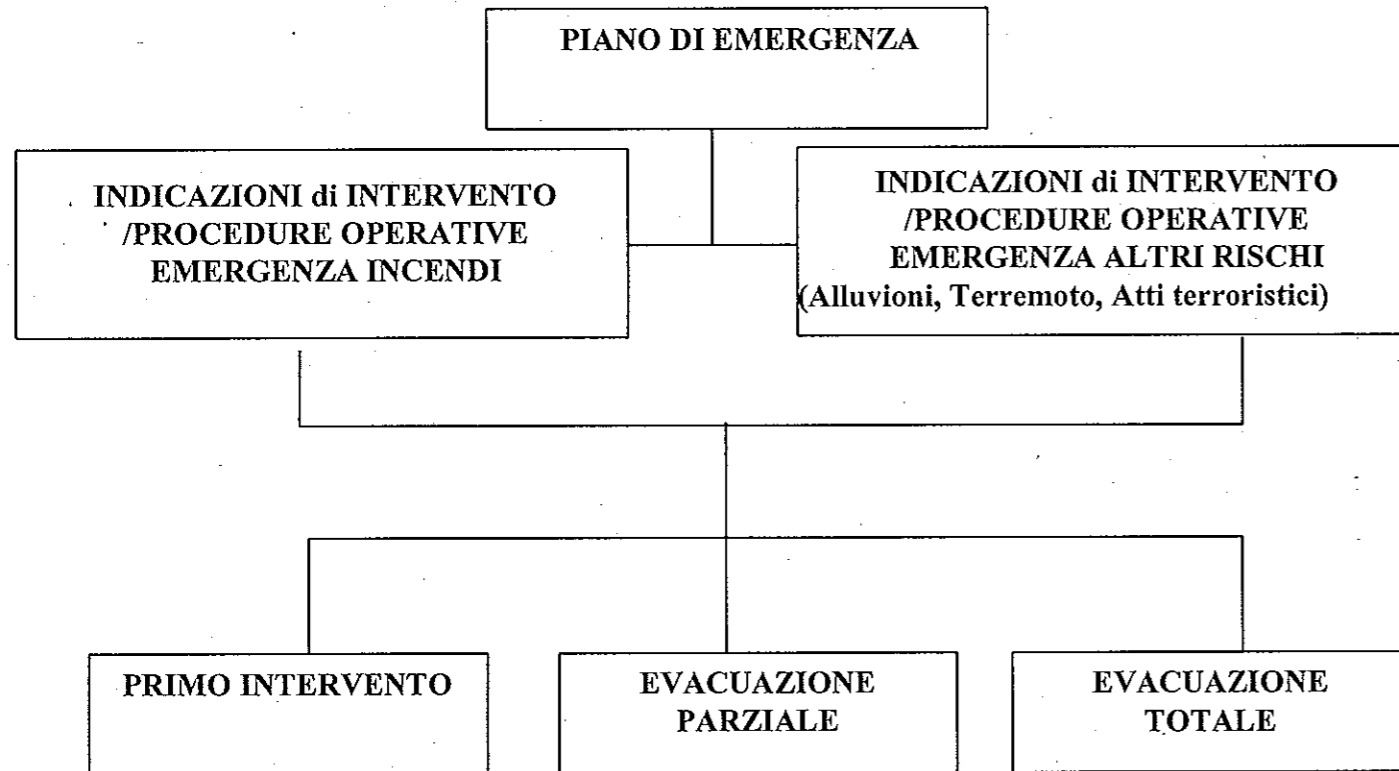 PIANO DI EMERGENZA
INDICAZIONI di INTERVENTO
/PROCEDURE OPERATIVE
EMERGENZA INCENDI
INDICAZIONI di INTERVENTO
/PROCEDURE OPERATIVE
EMERGENZA ALTRI RISCHI
(Alluvioni, Terremoto, Atti terroristici)
PRIMO INTERVENTO
EVACUAZIONE
PARZIALE
EVACUAZIONE
TOTALE